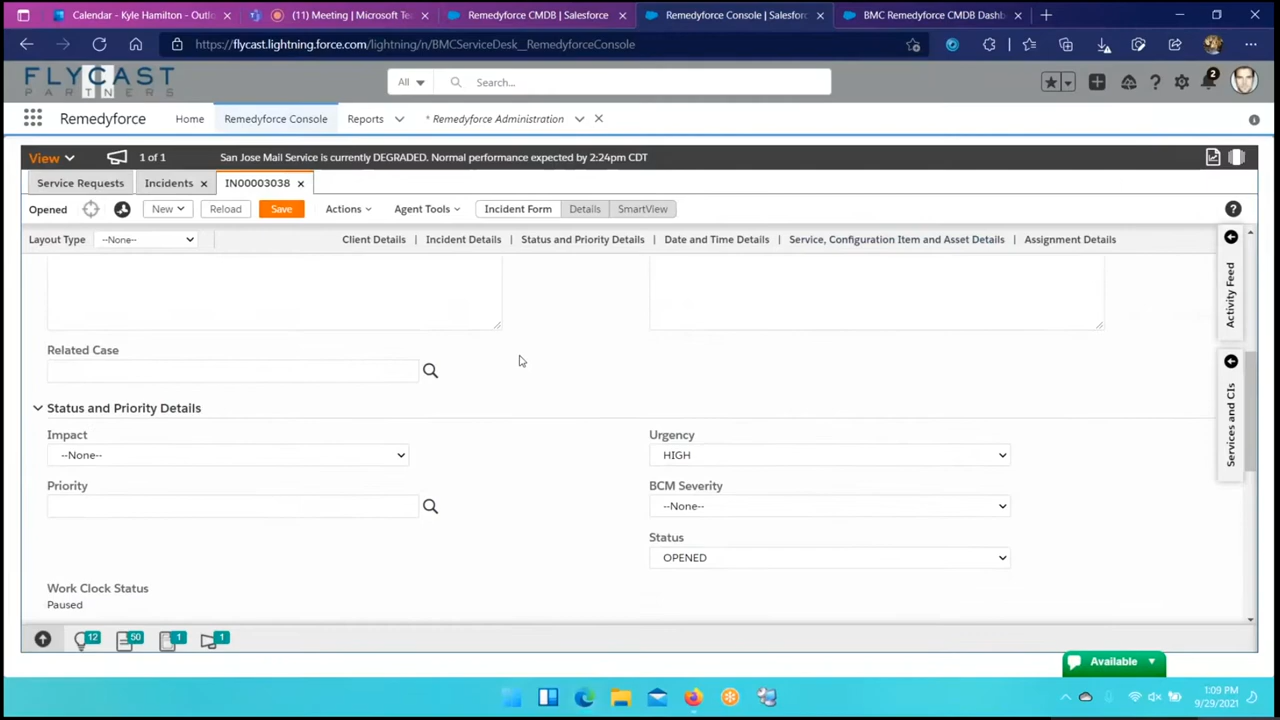 Calendar - Kyle Hamilton - Outlo
(11) Meeting | Microsoft Tea
Remedyforce CMDB | Salesforce
Remedyforce Console | Salesforc
BMC Remedyforce CMDB Dashb
https://flycast.lightning.force.com/lightning/n/BMCServiceDesk__RemedyforceConsole
FLYCAST
PARTNERS
All
Search...
2
Remedyforce
Home
Remedyforce Console
Reports
* Remedyforce Administration
View
1 of 1
San Jose Mail Service is currently DEGRADED. Normal performance expected by 2:24pm CDT
Service Requests
Incidents
IN00003038
Opened
New
Reload
Save
Actions
Agent Tools
Incident Form
Details
SmartView
Layout Type
--None--
Client Details
Incident Details
Status and Priority Details
Date and Time Details
Service, Configuration Item and Asset Details
Assignment Details
Activity Feed
Services and CIs
Related Case
Status and Priority Details
Impact
Urgency
--None--
HIGH
Priority
BCM Severity
--None--
Status
OPENED
Work Clock Status
Paused
12
50
1
1
Available
1:09 PM
9/29/2021